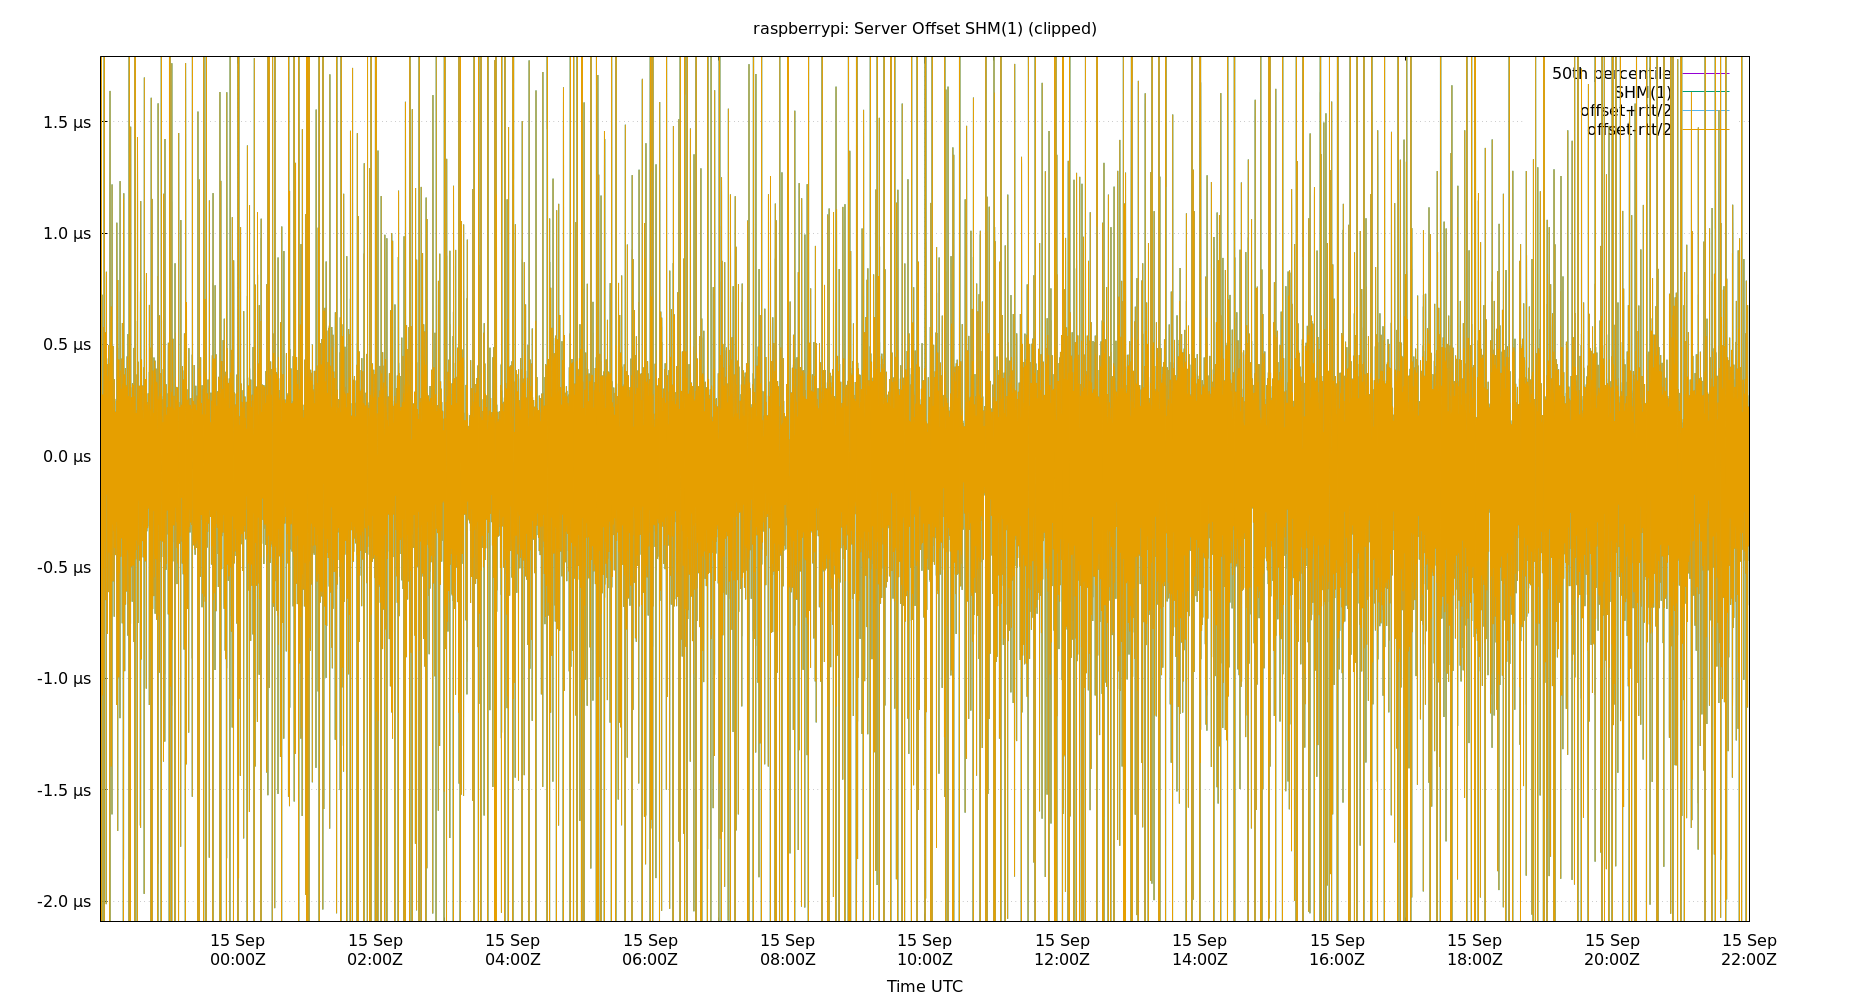 raspberrypi: Server Offset SHM(1) (clipped)
50th percentile
SHM(1)
offset+rtt/2
offset-rtt/2
1.5 µs
1.0 µs
0.5 µs
0.0 µs
-0.5 µs
-1.0 µs
-1.5 µs
-2.0 µs
15 Sep 15 Sep 15 Sep 15 Sep 15 Sep 15 Sep 15 Sep 15 Sep 15 Sep 15 Sep 15 Sep 15 Sep
00:00Z 02:00Z 04:00Z 06:00Z 08:00Z 10:00Z 12:00Z 14:00Z 16:00Z 18:00Z 20:00Z 22:00Z
Time UTC